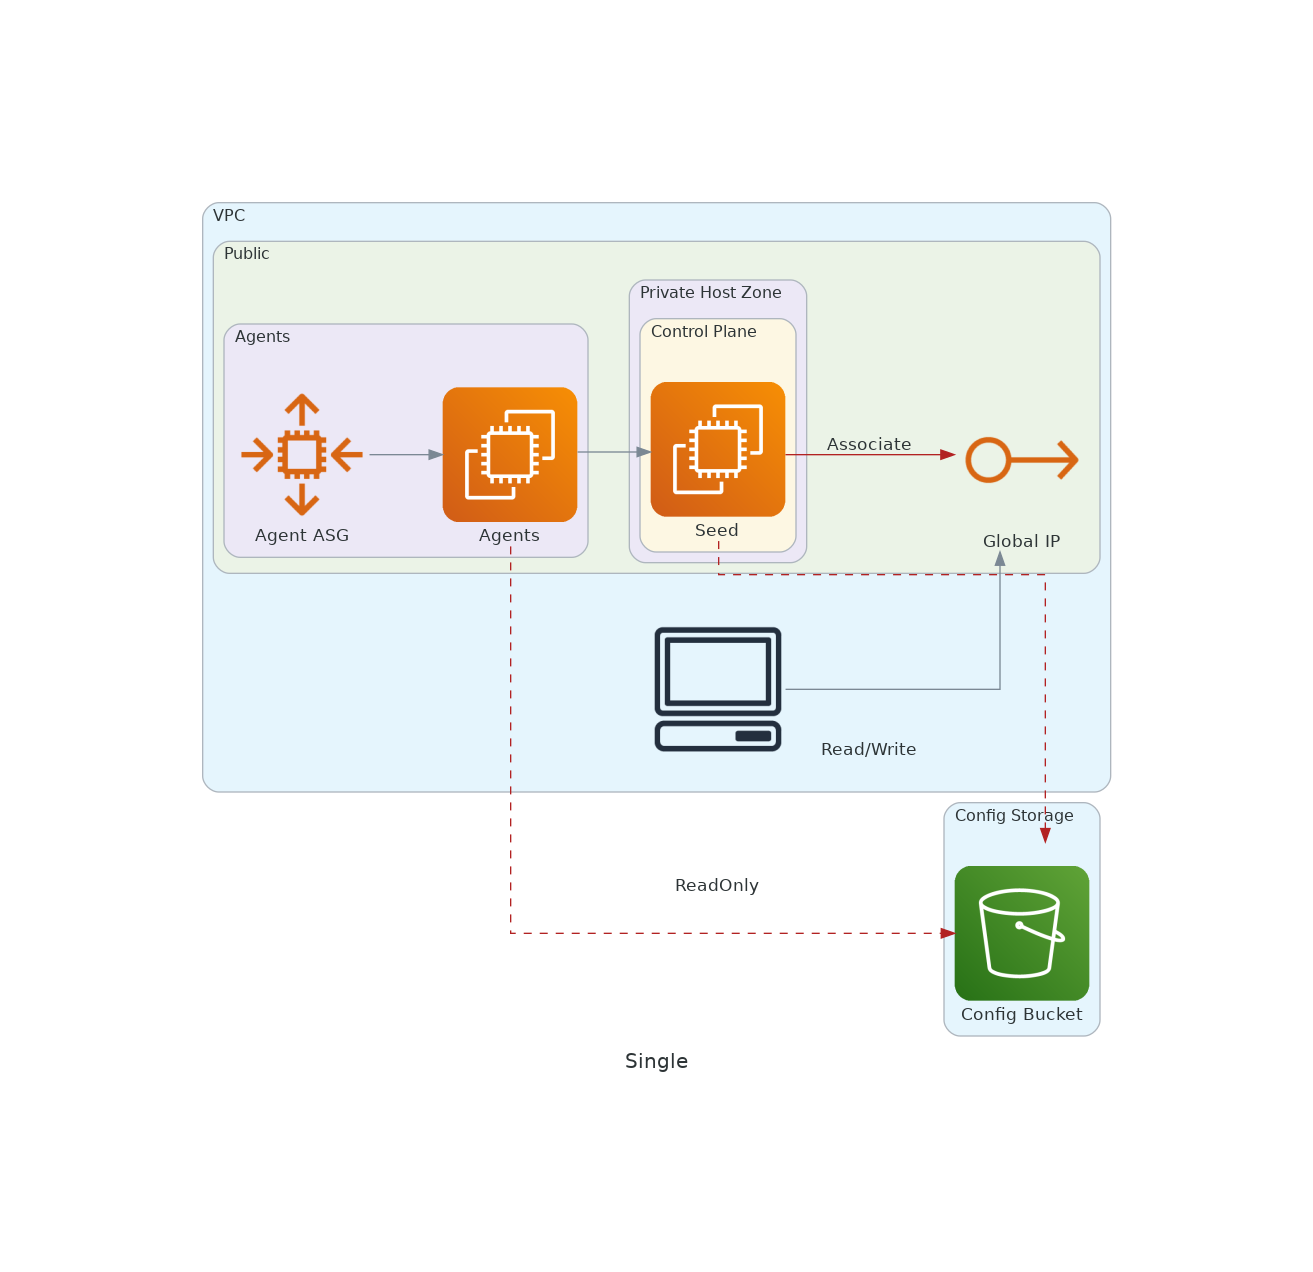 VPC
Public
Private Host Zone
Agents
Control Plane
Associate
Agent ASG
Agents
Seed
Global IP
Read/Write
Config Storage
ReadOnly
Config Bucket
Single